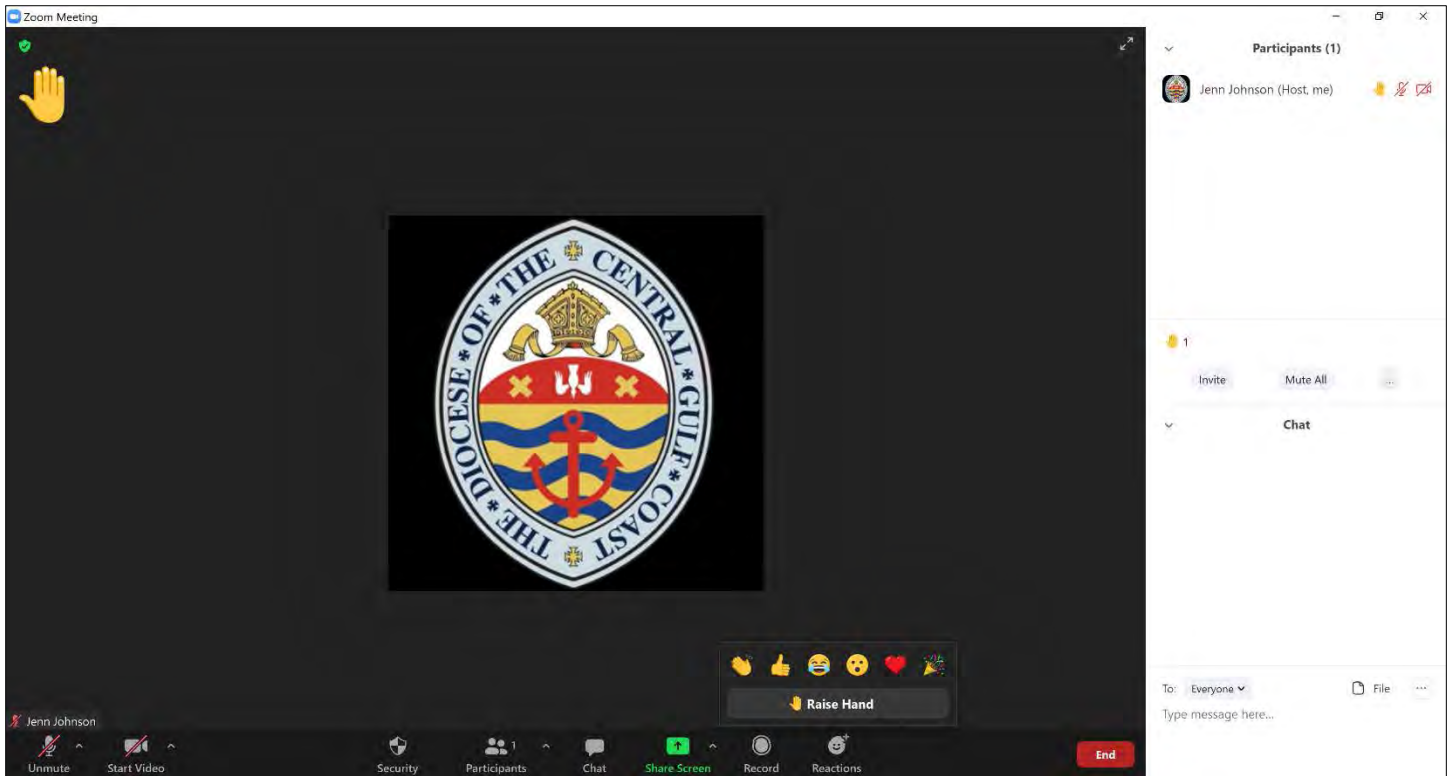 Zoom Meeting
Participants (1)
Jenn Johnson (Host, me)
THE DIOCESE OF THE CENTRAL GULF COAST
1
Invite
Mute All
...
Chat
Raise Hand
To: Everyone
File
...
Type message here...
Jenn Johnson
Unmute
Start Video
Security
Participants
1
Chat
Share Screen
Record
Reactions
End